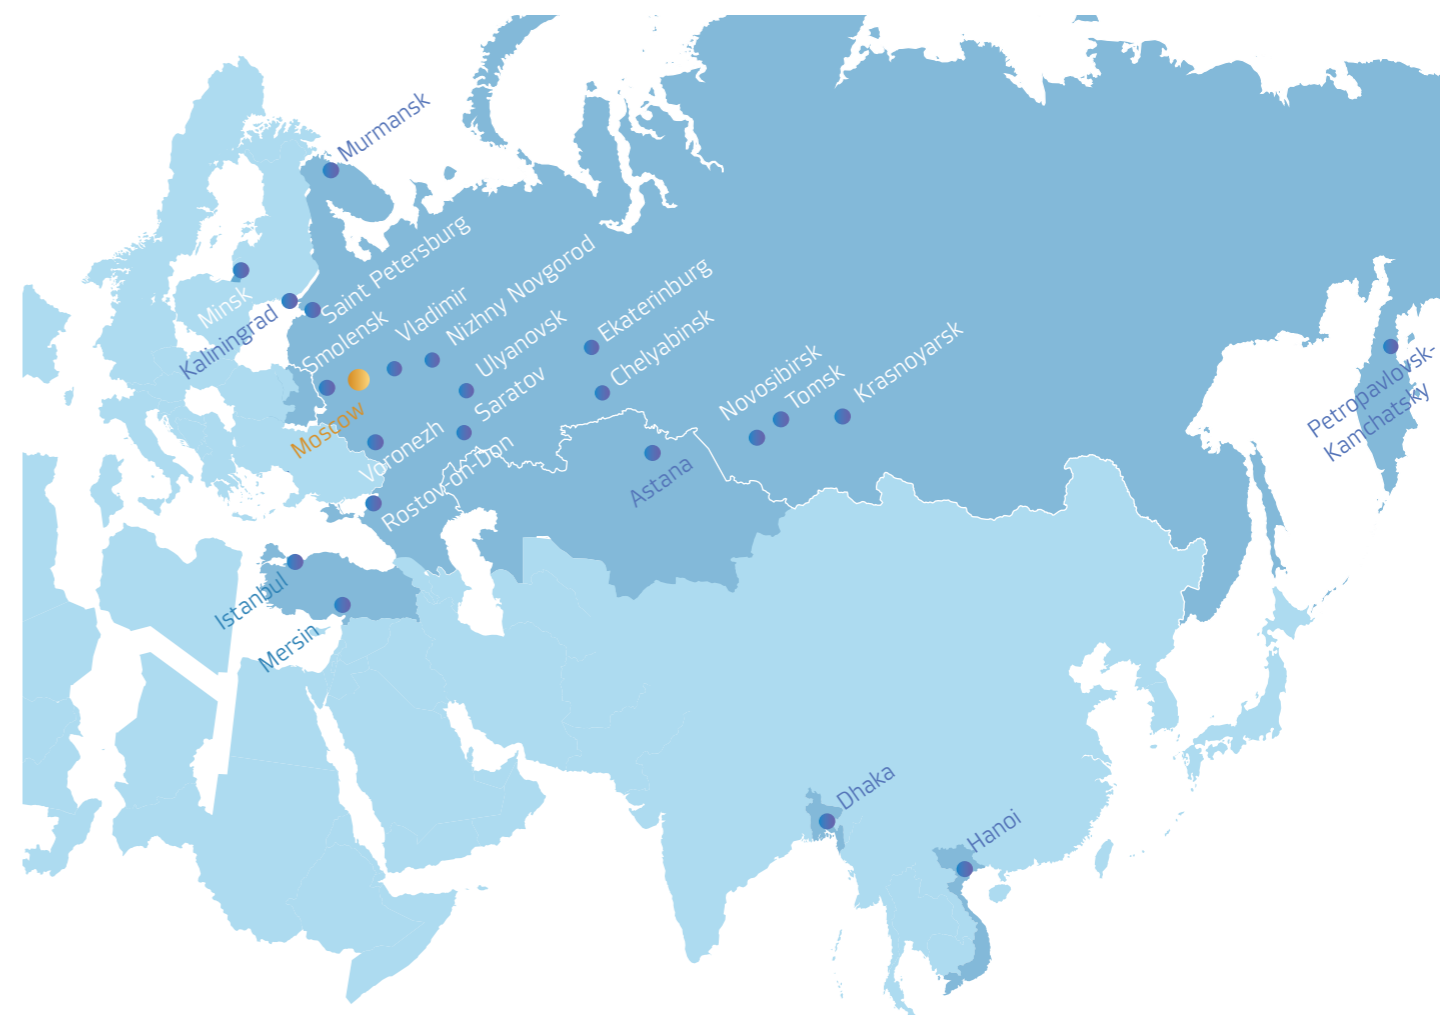 Murmansk
Saint Petersburg
Minsk
Kaliningrad
Smolensk
Vladimir
Nizhny Novgorod
Ekaterinburg
Ulyanovsk
Chelyabinsk
Moscow
Saratov
Novosibirsk
Tomsk
Krasnoyarsk
Petropavlovsk-
Kamchatsky
Voronezh
Rostov-on-Don
Astana
Istanbul
Mersin
Dhaka
Hanoi